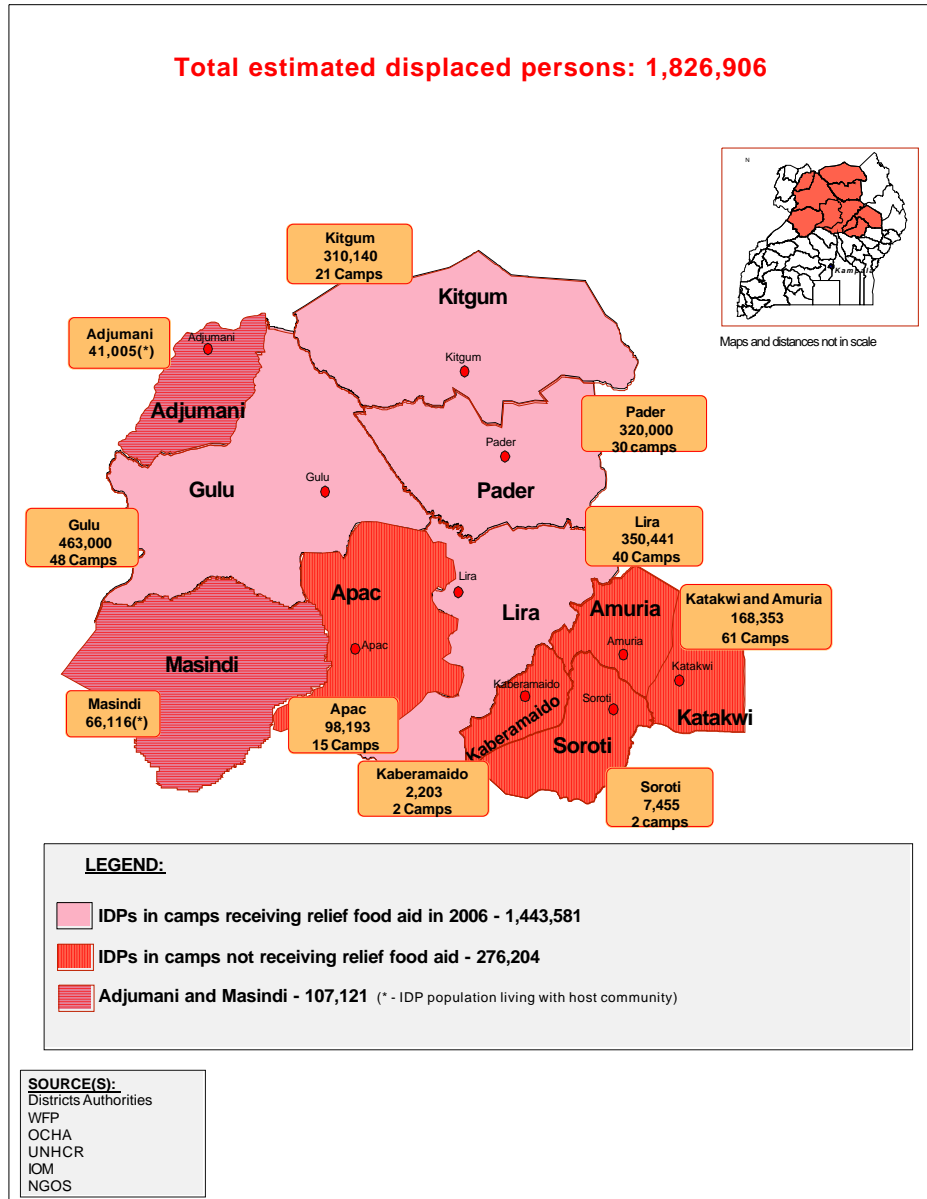 Total estimated displaced persons: 1,826,906
N
Kampala
Maps and distances not in scale
Kitgum
310,140
21 Camps
Kitgum
Kitgum
Adjumani
41,005(*)
Adjumani
Adjumani
Pader
320,000
30 camps
Pader
Pader
Gulu
Gulu
Gulu
463,000
48 Camps
Lira
350,441
40 Camps
Lira
Lira
Apac
Apac
Amuria
Amuria
Katakwi and Amuria
168,353
61 Camps
Katakwi
Katakwi
Masindi
Masindi
66,116(*)
Apac
98,193
15 Camps
Kaberamaido
Kaberamaido
Soroti
Soroti
Kaberamaido
2,203
2 Camps
Soroti
7,455
2 camps
LEGEND:
IDPs in camps receiving relief food aid in 2006 - 1,443,581
IDPs in camps not receiving relief food aid - 276,204
Adjumani and Masindi - 107,121 (* - IDP population living with host community)
SOURCE(S):
Districts Authorities
WFP
OCHA
UNHCR
IOM
NGOS